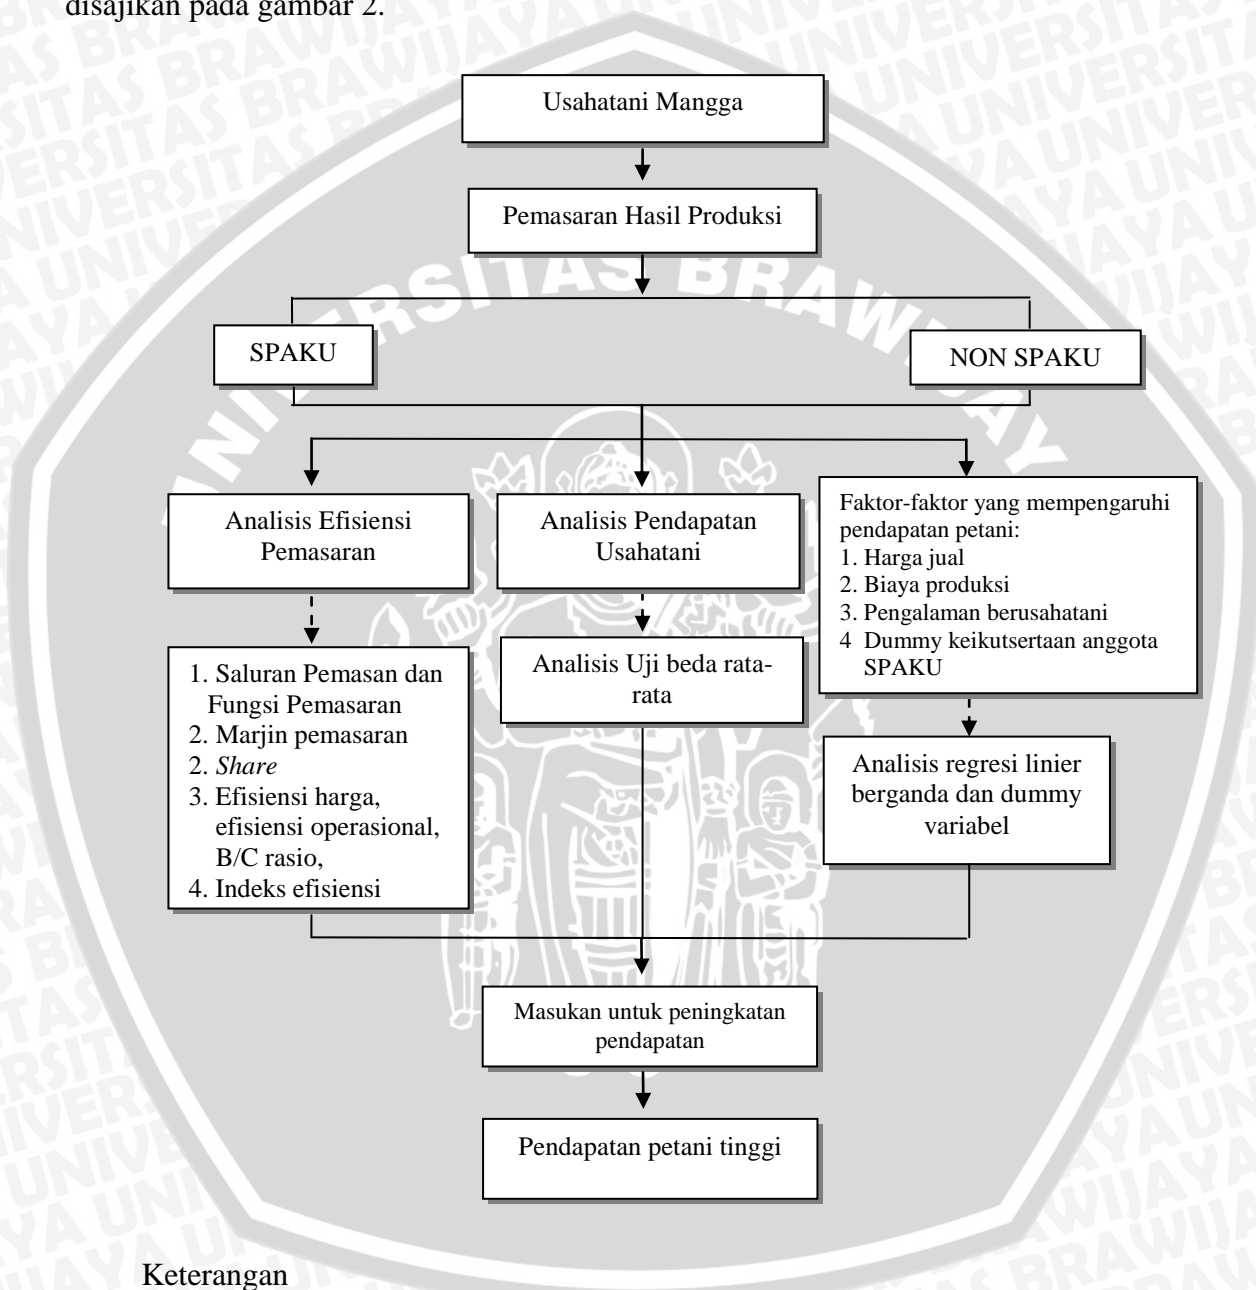 disajikan pada gambar 2.
Usahatani Mangga
Pemasaran Hasil Produksi
UNIVERSITAS BRAWIJAYA
SPAKU
NON SPAKU
Analisis Efisiensi
Pemasaran
Analisis Pendapatan
Usahatani
Faktor-faktor yang mempengaruhi
pendapatan petani:
1. Harga jual
2. Biaya produksi
3. Pengalaman berusahatani
4 Dummy keikutsertaan anggota
SPAKU
1. Saluran Pemasan dan
Fungsi Pemasaran
2. Marjin pemasaran
2. Share
3. Efisiensi harga,
efisiensi operasional,
B/C rasio,
4. Indeks efisiensi
Analisis Uji beda rata-
rata
Analisis regresi linier
berganda dan dummy
variabel
Masukan untuk peningkatan
pendapatan
Pendapatan petani tinggi
Keterangan